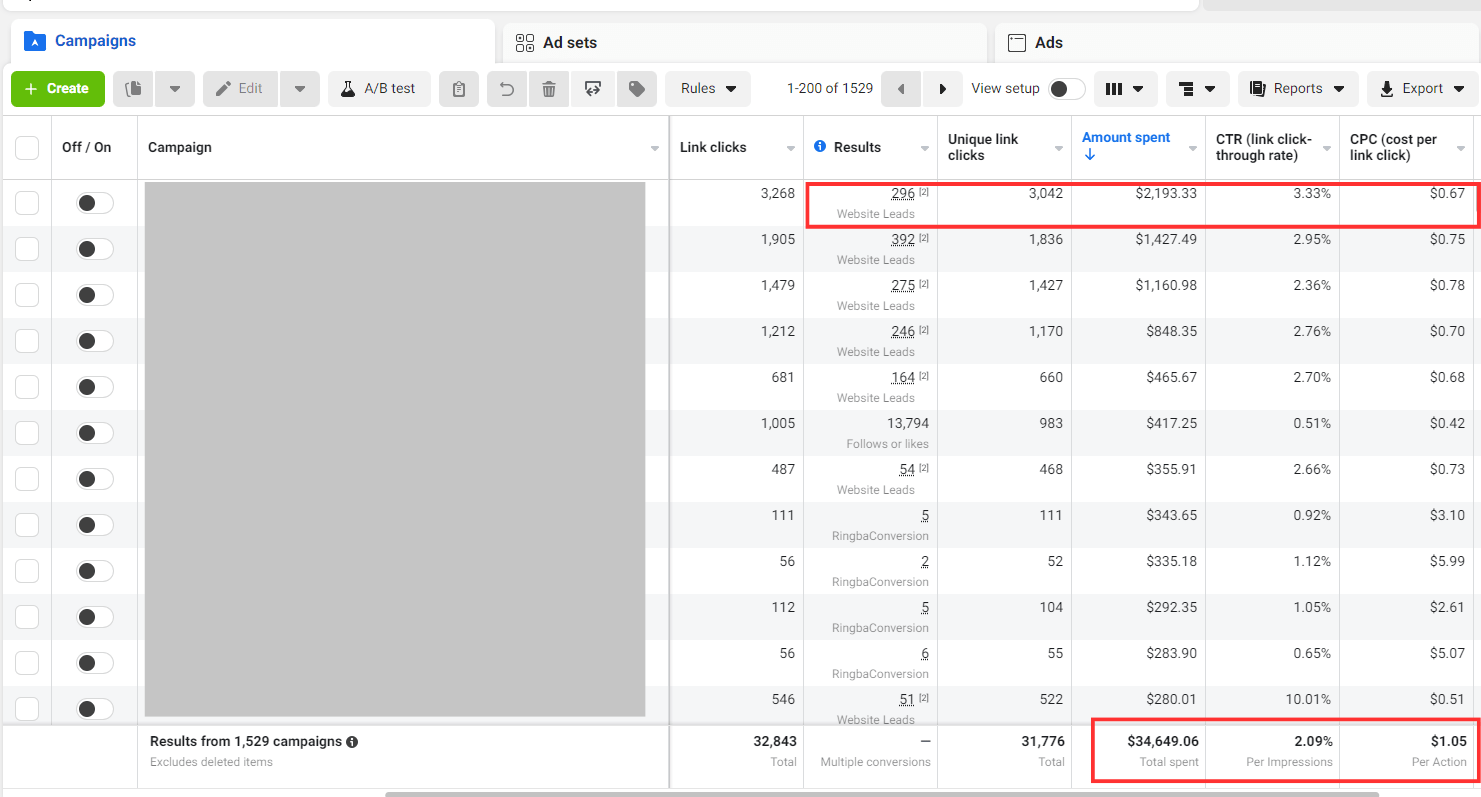 Campaigns
Ad sets
Ads
+ Create
Edit
A/B test
Rules
1-200 of 1529
View setup
Reports
Export
Off / On
Campaign
Link clicks
Results
Unique link clicks
Amount spent ↓
CTR (link click-through rate)
CPC (cost per link click)
3,268 296 [2] 3,042 $2,193.33 3.33% $0.67
Website Leads
1,905 392 [2] 1,836 $1,427.49 2.95% $0.75
Website Leads
1,479 275 [2] 1,427 $1,160.98 2.36% $0.78
Website Leads
1,212 246 [2] 1,170 $848.35 2.76% $0.70
Website Leads
681 164 [2] 660 $465.67 2.70% $0.68
Website Leads
1,005 13,794 983 $417.25 0.51% $0.42
Follows or likes
487 54 [2] 468 $355.91 2.66% $0.73
Website Leads
111 5 111 $343.65 0.92% $3.10
RingbaConversion
56 2 52 $335.18 1.12% $5.99
RingbaConversion
112 5 104 $292.35 1.05% $2.61
RingbaConversion
56 6 55 $283.90 0.65% $5.07
RingbaConversion
546 51 [2] 522 $280.01 10.01% $0.51
Website Leads
Results from 1,529 campaigns 32,843 — 31,776 $34,649.06 2.09% $1.05
Excludes deleted items Total Multiple conversions Total Total spent Per Impressions Per Action